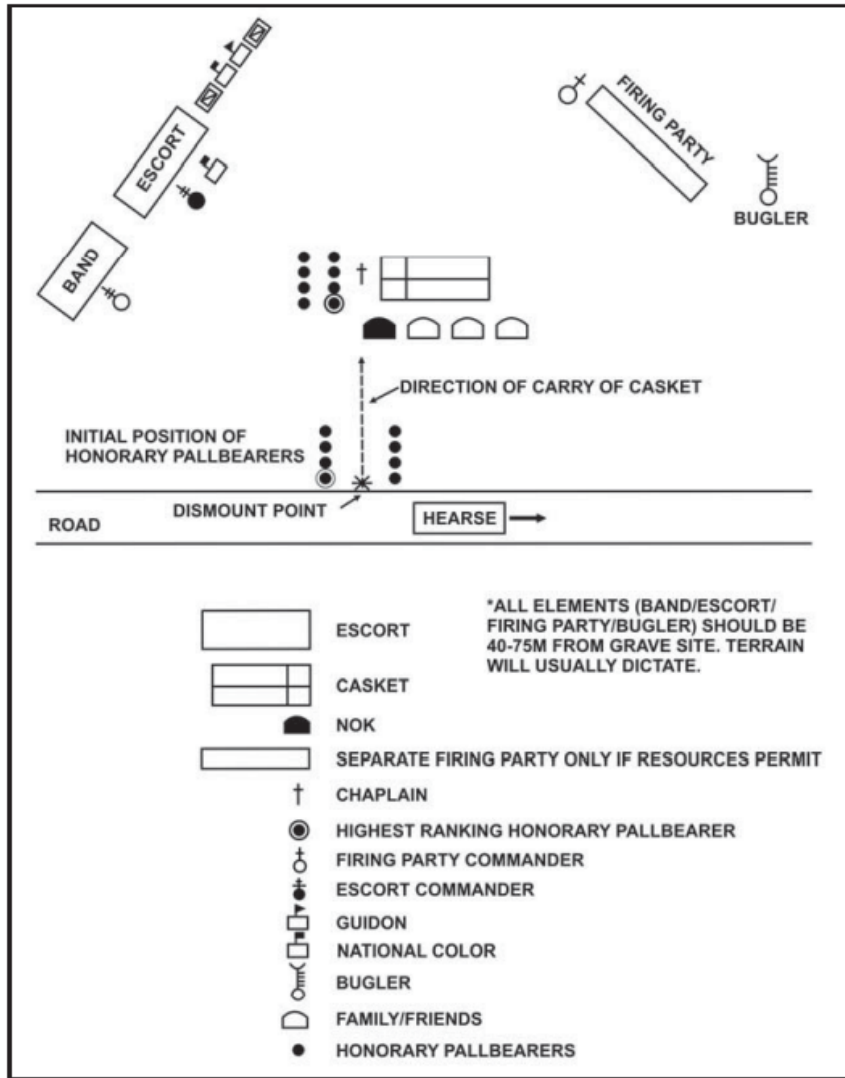 ESCORT
BAND
FIRING PARTY
BUGLER
DIRECTION OF CARRY OF CASKET
INITIAL POSITION OF
HONORARY PALLBEARERS
DISMOUNT POINT
ROAD
HEARSE
*ALL ELEMENTS (BAND/ESCORT/
FIRING PARTY/BUGLER) SHOULD BE
40-75M FROM GRAVE SITE. TERRAIN
WILL USUALLY DICTATE.
ESCORT
CASKET
NOK
SEPARATE FIRING PARTY ONLY IF RESOURCES PERMIT
CHAPLAIN
HIGHEST RANKING HONORARY PALLBEARER
FIRING PARTY COMMANDER
ESCORT COMMANDER
GUIDON
NATIONAL COLOR
BUGLER
FAMILY/FRIENDS
HONORARY PALLBEARERS